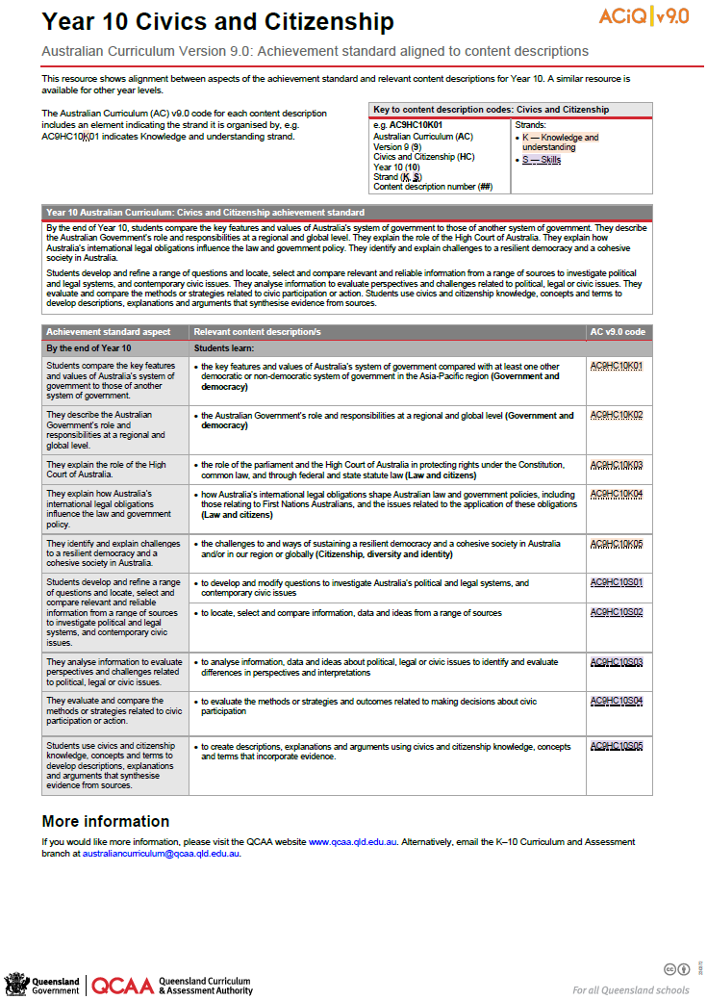 Year 10 Civics and Citizenship
ACiQ v9.0
Australian Curriculum Version 9.0: Achievement standard aligned to content descriptions
This resource shows alignment between aspects of the achievement standard and relevant content descriptions for Year 10. A similar resource is
available for other year levels.
The Australian Curriculum (AC) v9.0 code for each content description
includes an element indicating the strand it is organised by, e.g.
AC9HC10K01 indicates Knowledge and understanding strand.
Key to content description codes: Civics and Citizenship
e.g. AC9HC10K01
Australian Curriculum (AC)
Version 9 (9)
Civics and Citizenship (HC)
Year 10 (10)
Strand (K, S)
Content description number (##)
Strands:
• K — Knowledge and
understanding
• S — Skills
Year 10 Australian Curriculum: Civics and Citizenship achievement standard
By the end of Year 10, students compare the key features and values of Australia's system of government to those of another system of government. They describe
the Australian Government's role and responsibilities at a regional and global level. They explain the role of the High Court of Australia. They explain how
Australia's international legal obligations influence the law and government policy. They identify and explain challenges to a resilient democracy and a cohesive
society in Australia.
Students develop and refine a range of questions and locate, select and compare relevant and reliable information from a range of sources to investigate political
and legal systems, and contemporary civic issues. They analyse information to evaluate perspectives and challenges related to political, legal or civic issues. They
evaluate and compare the methods or strategies related to civic participation or action. Students use civics and citizenship knowledge, concepts and terms to
develop descriptions, explanations and arguments that synthesise evidence from sources.
Achievement standard aspect
Relevant content description/s
AC v9.0 code
By the end of Year 10
Students learn:
Students compare the key features
and values of Australia's system of
government to those of another
system of government.
• the key features and values of Australia's system of government compared with at least one other
democratic or non-democratic system of government in the Asia-Pacific region (Government and
democracy)
AC9HC10K01
They describe the Australian
Government's role and
responsibilities at a regional and
global level.
• the Australian Government's role and responsibilities at a regional and global level (Government and
democracy)
AC9HC10K02
They explain the role of the High
Court of Australia.
• the role of the parliament and the High Court of Australia in protecting rights under the Constitution,
common law, and through federal and state statute law (Law and citizens)
AC9HC10K03
They explain how Australia's
international legal obligations
influence the law and government
policy.
• how Australia's international legal obligations shape Australian law and government policies, including
those relating to First Nations Australians, and the issues related to the application of these obligations
(Law and citizens)
AC9HC10K04
They identify and explain challenges
to a resilient democracy and a
cohesive society in Australia.
• the challenges to and ways of sustaining a resilient democracy and a cohesive society in Australia
and/or in our region or globally (Citizenship, diversity and identity)
AC9HC10K05
Students develop and refine a range
of questions and locate, select and
compare relevant and reliable
information from a range of sources
to investigate political and legal
systems, and contemporary civic
issues.
• to develop and modify questions to investigate Australia's political and legal systems, and
contemporary civic issues
AC9HC10S01
• to locate, select and compare information, data and ideas from a range of sources
AC9HC10S02
They analyse information to evaluate
perspectives and challenges related
to political, legal or civic issues.
• to analyse information, data and ideas about political, legal or civic issues to identify and evaluate
differences in perspectives and interpretations
AC9HC10S03
They evaluate and compare the
methods or strategies related to civic
participation or action.
• to evaluate the methods or strategies and outcomes related to making decisions about civic
participation
AC9HC10S04
Students use civics and citizenship
knowledge, concepts and terms to
develop descriptions, explanations
and arguments that synthesise
evidence from sources.
• to create descriptions, explanations and arguments using civics and citizenship knowledge, concepts
and terms that incorporate evidence.
AC9HC10S05
More information
If you would like more information, please visit the QCAA website www.qcaa.qld.edu.au. Alternatively, email the K–10 Curriculum and Assessment
branch at australiancurriculum@qcaa.qld.edu.au.
Queensland
Government
QCAA
Queensland Curriculum
& Assessment Authority
cc
For all Queensland schools